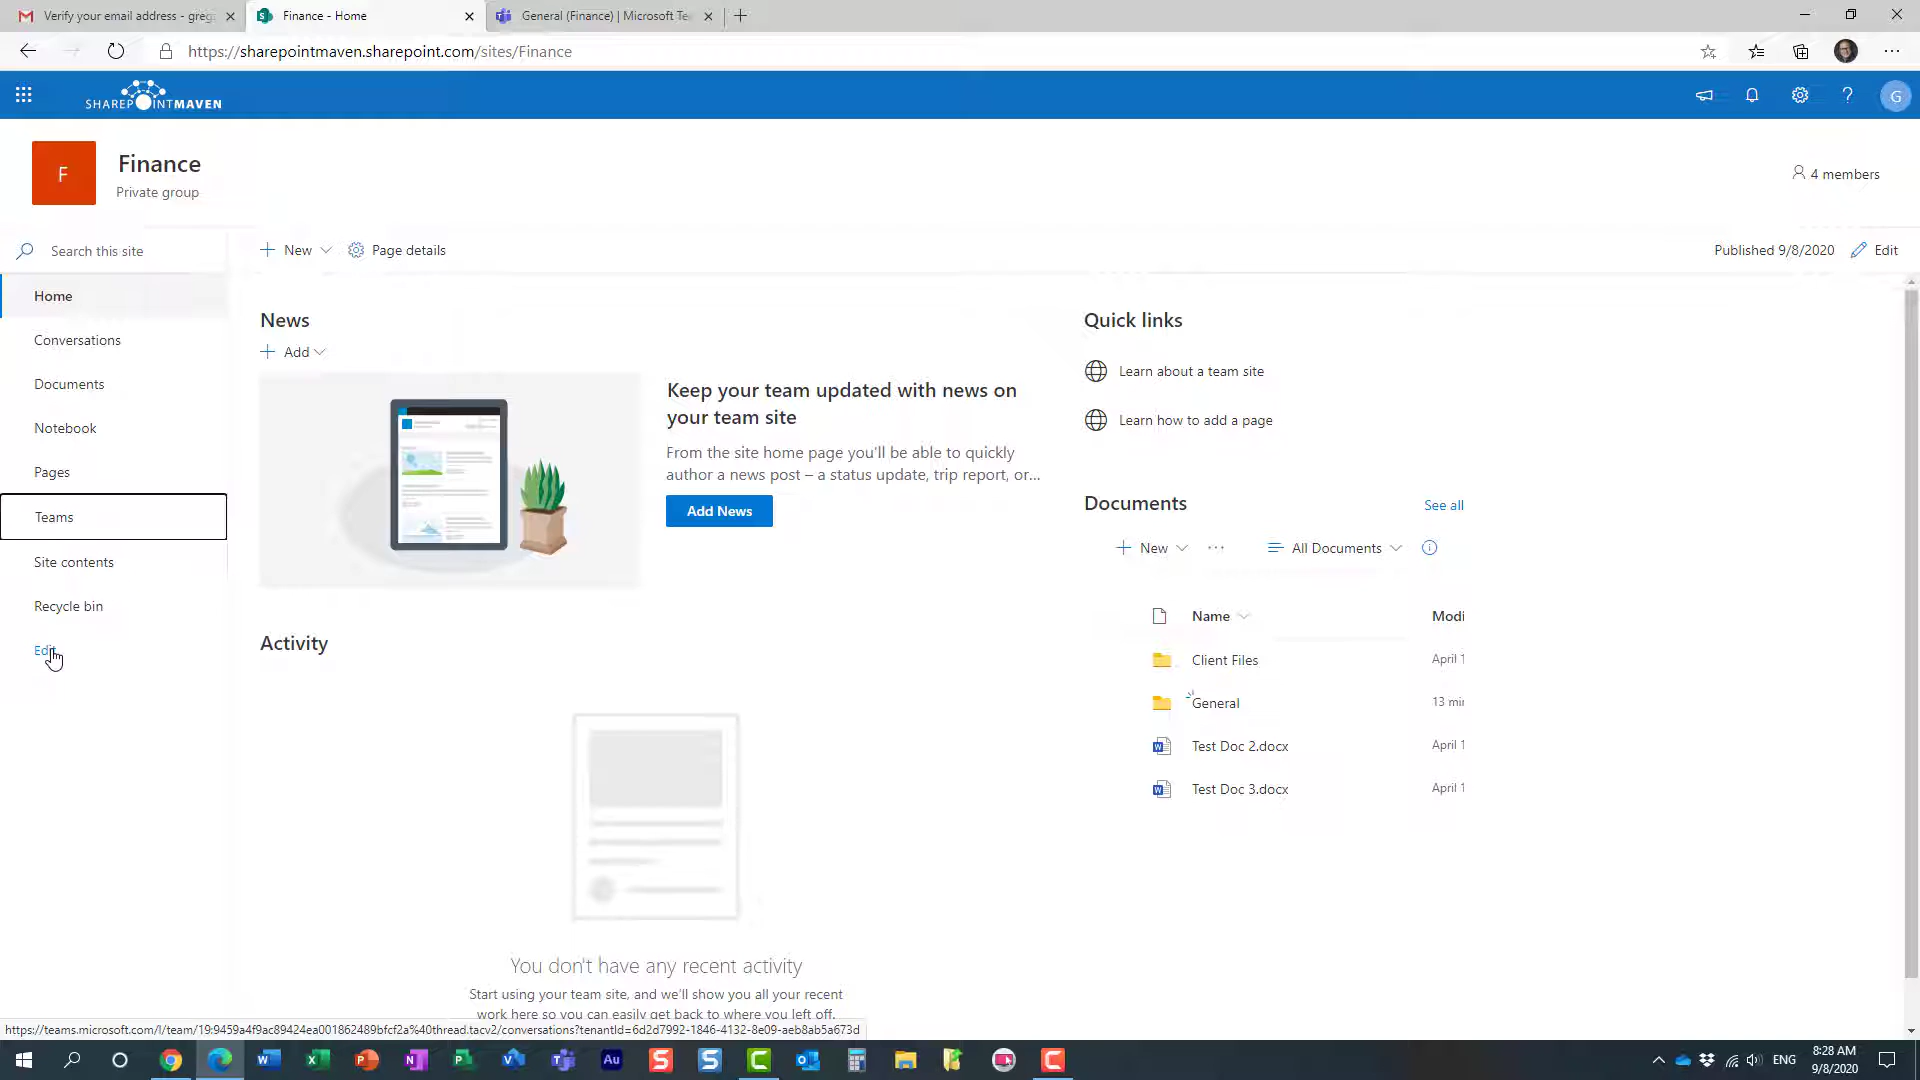 Verify your email address - greg
Finance - Home
General (Finance) | Microsoft Te
https://sharepointmaven.sharepoint.com/sites/Finance
SHAREPOINTMAVEN
G
F
Finance
Private group
4 members
Search this site
New
Page details
Published 9/8/2020
Edit
Home
Conversations
Documents
Notebook
Pages
Teams
Site contents
Recycle bin
Edit
News
Add
Keep your team updated with news on
your team site
From the site home page you'll be able to quickly
author a news post – a status update, trip report, or...
Add News
Activity
You don't have any recent activity
Start using your team site, and we'll show you all your recent
work here so you can easily get back to where you left off.
Quick links
Learn about a team site
Learn how to add a page
Documents
See all
New
All Documents
Name
Modi
Client Files
April 1
General
13 min
Test Doc 2.docx
April 1
Test Doc 3.docx
April 1
https://teams.microsoft.com/l/team/19:9459a4f9ac89424ea001862489bfcf2a%40thread.tacv2/conversations?tenantId=6d2d7992-1846-4132-8e09-aeb8ab5a673d
Au
ENG
8:28 AM
9/8/2020